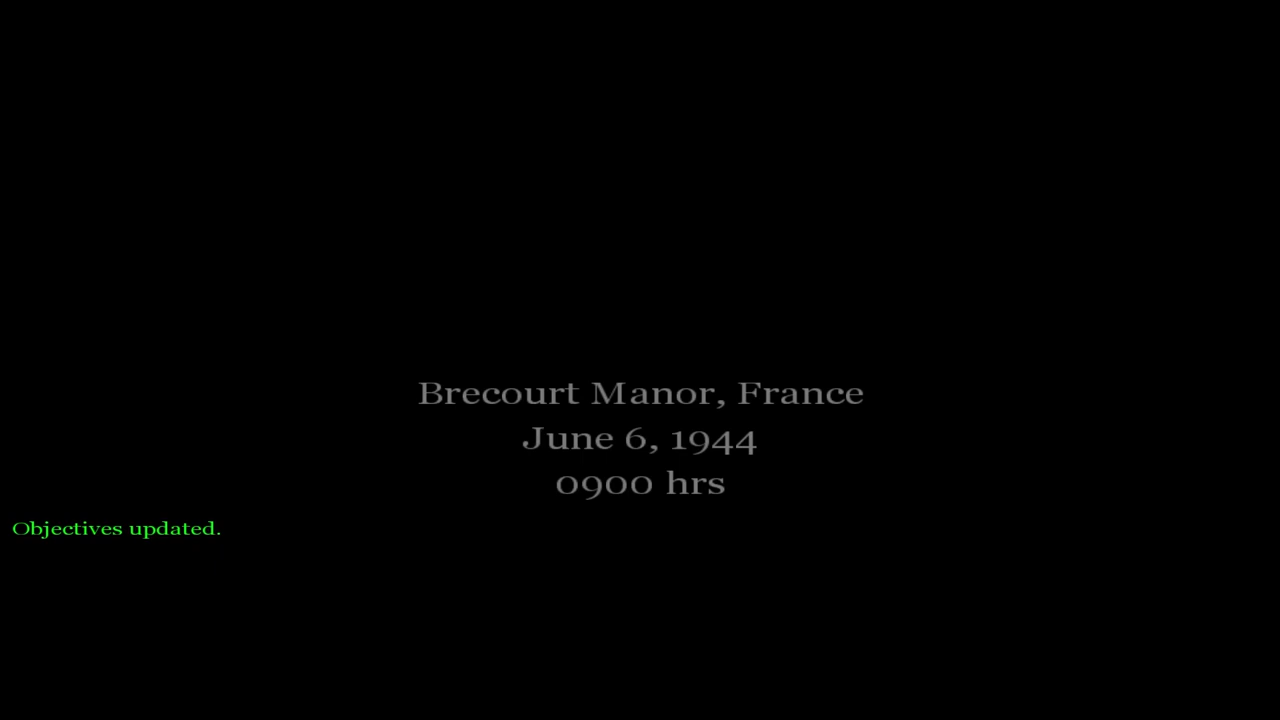 Brecourt Manor, France
June 6, 1944
0900 hrs
Objectives updated.